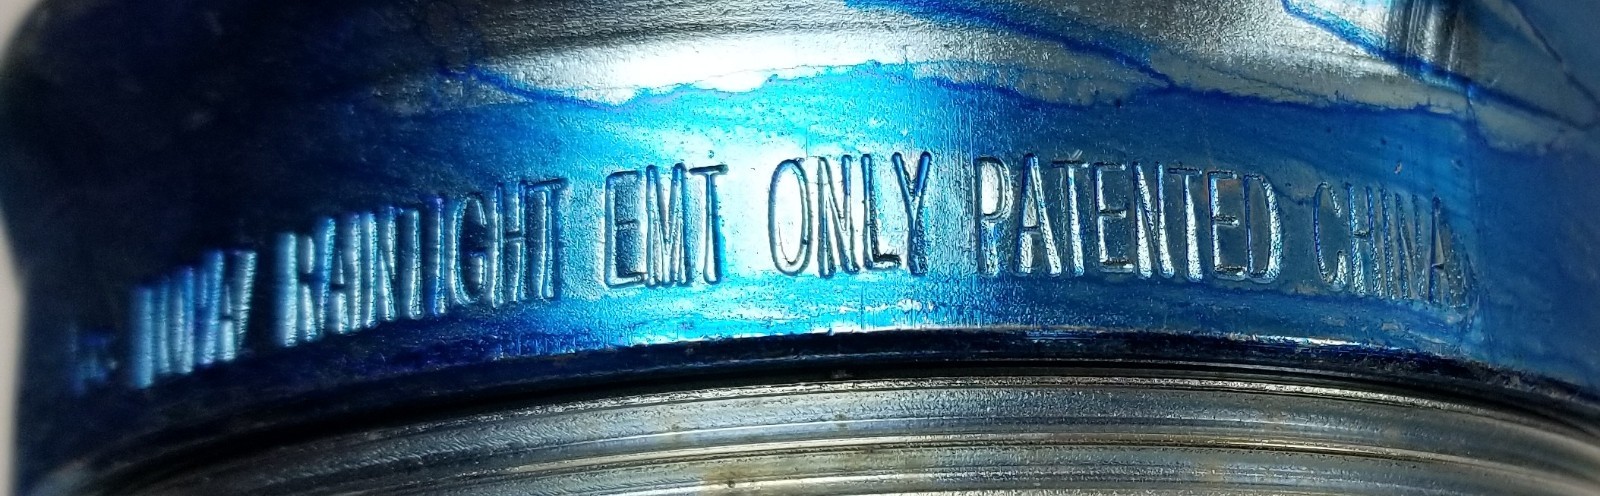 RAINTIGHT EMT ONLY PATENTED CHINA